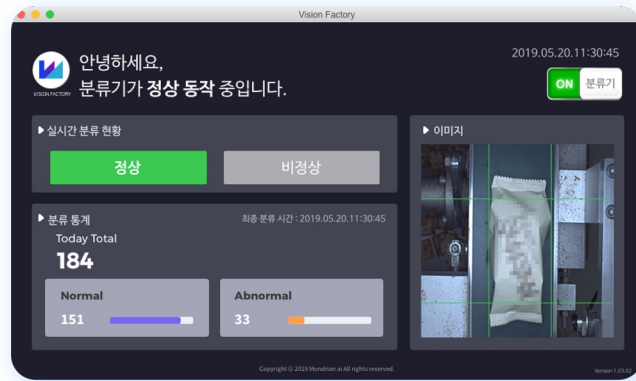 Vision Factory
안녕하세요,
분류기가 정상 동작 중입니다.
VISION FACTORY
2019.05.20.11:30:45
ON 분류기
실시간 분류 현황
정상 비정상
분류 통계
최종 분류 시간 : 2019.05.20.11:30:45
Today Total
184
Normal
151
Abnormal
33
이미지
Copyright © 2019 Mondrian ai All rights reserved.
Version 1.03.02